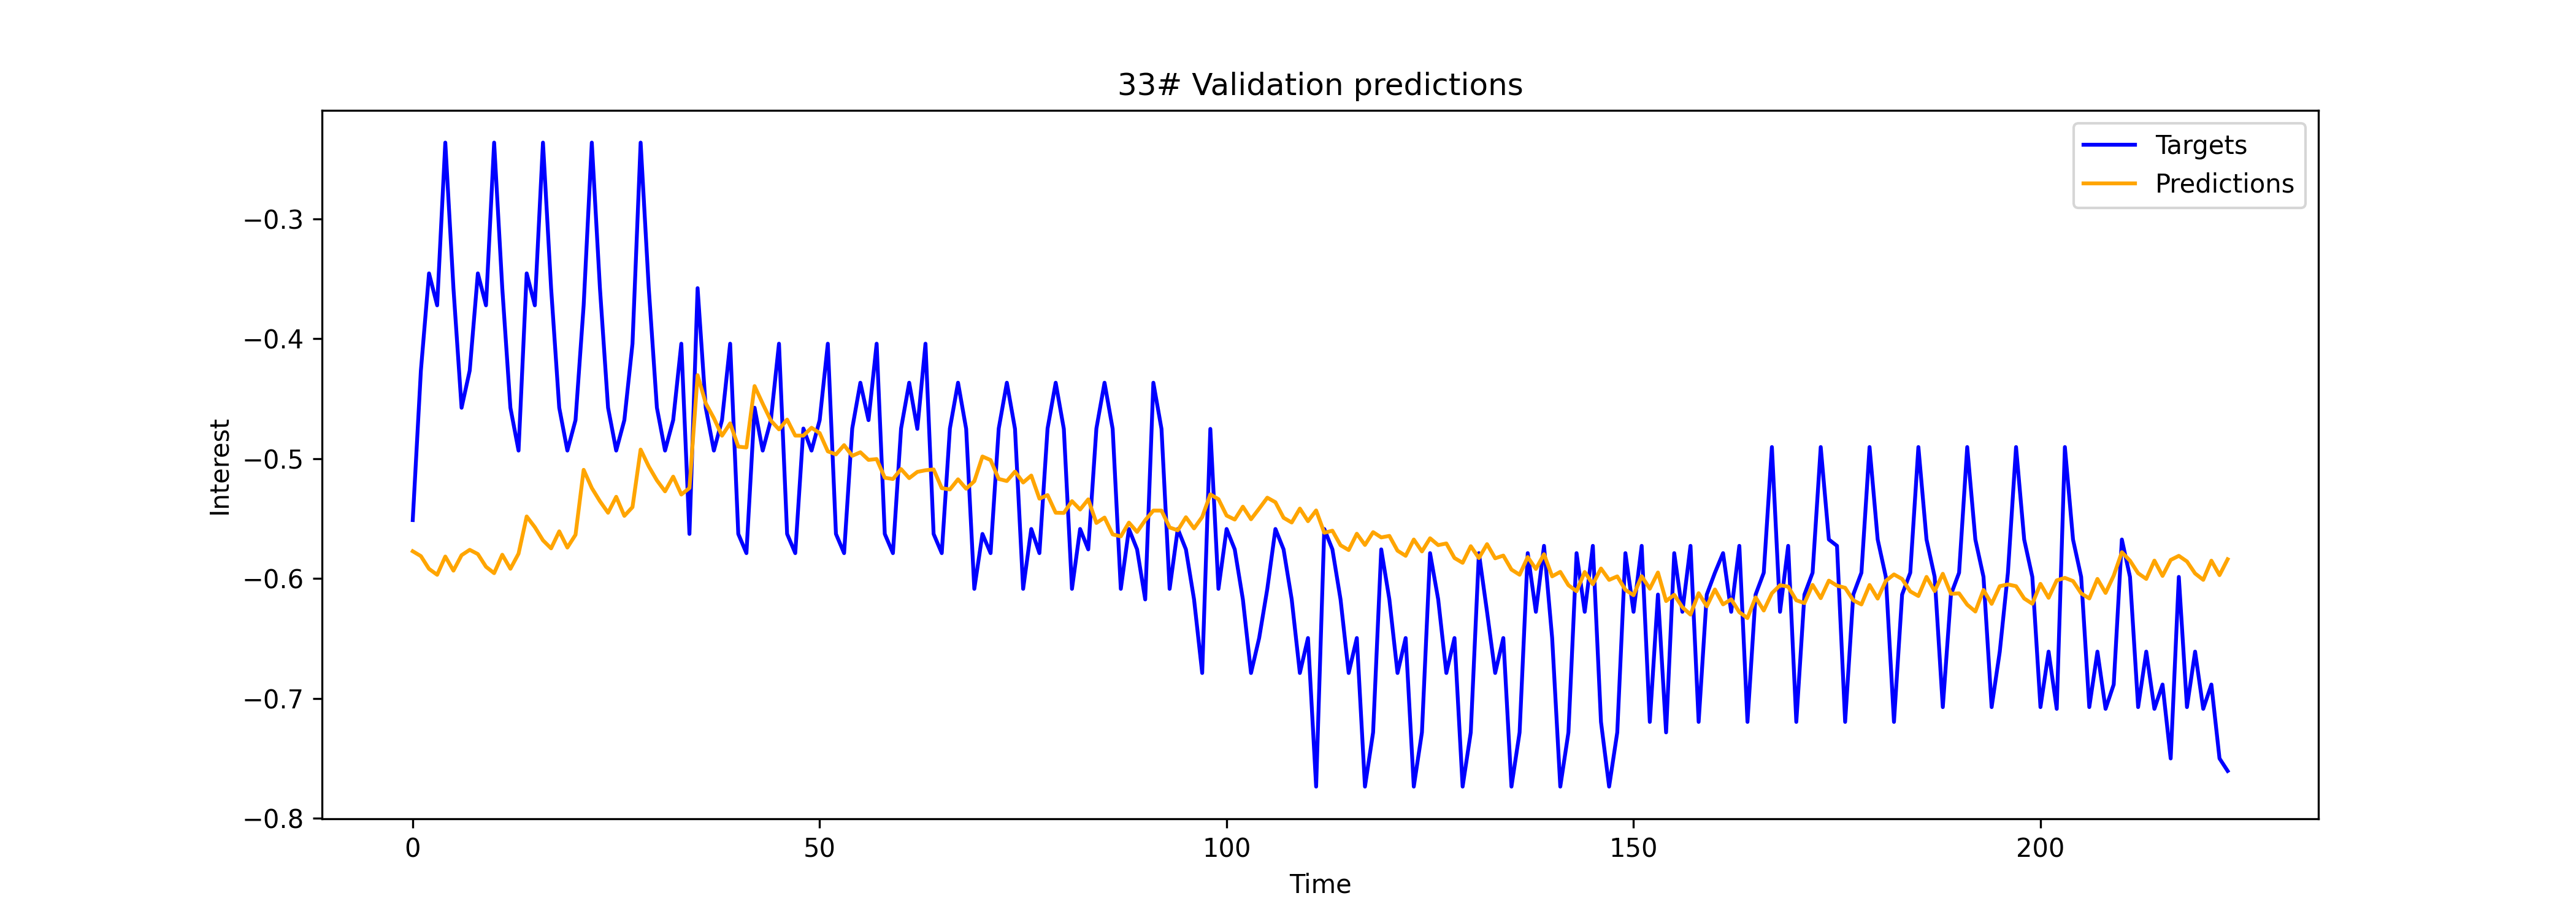 33# Validation predictions
Targets
Predictions
−0.3
−0.4
−0.5
−0.6
−0.7
−0.8
Interest
0 50 100 150 200
Time